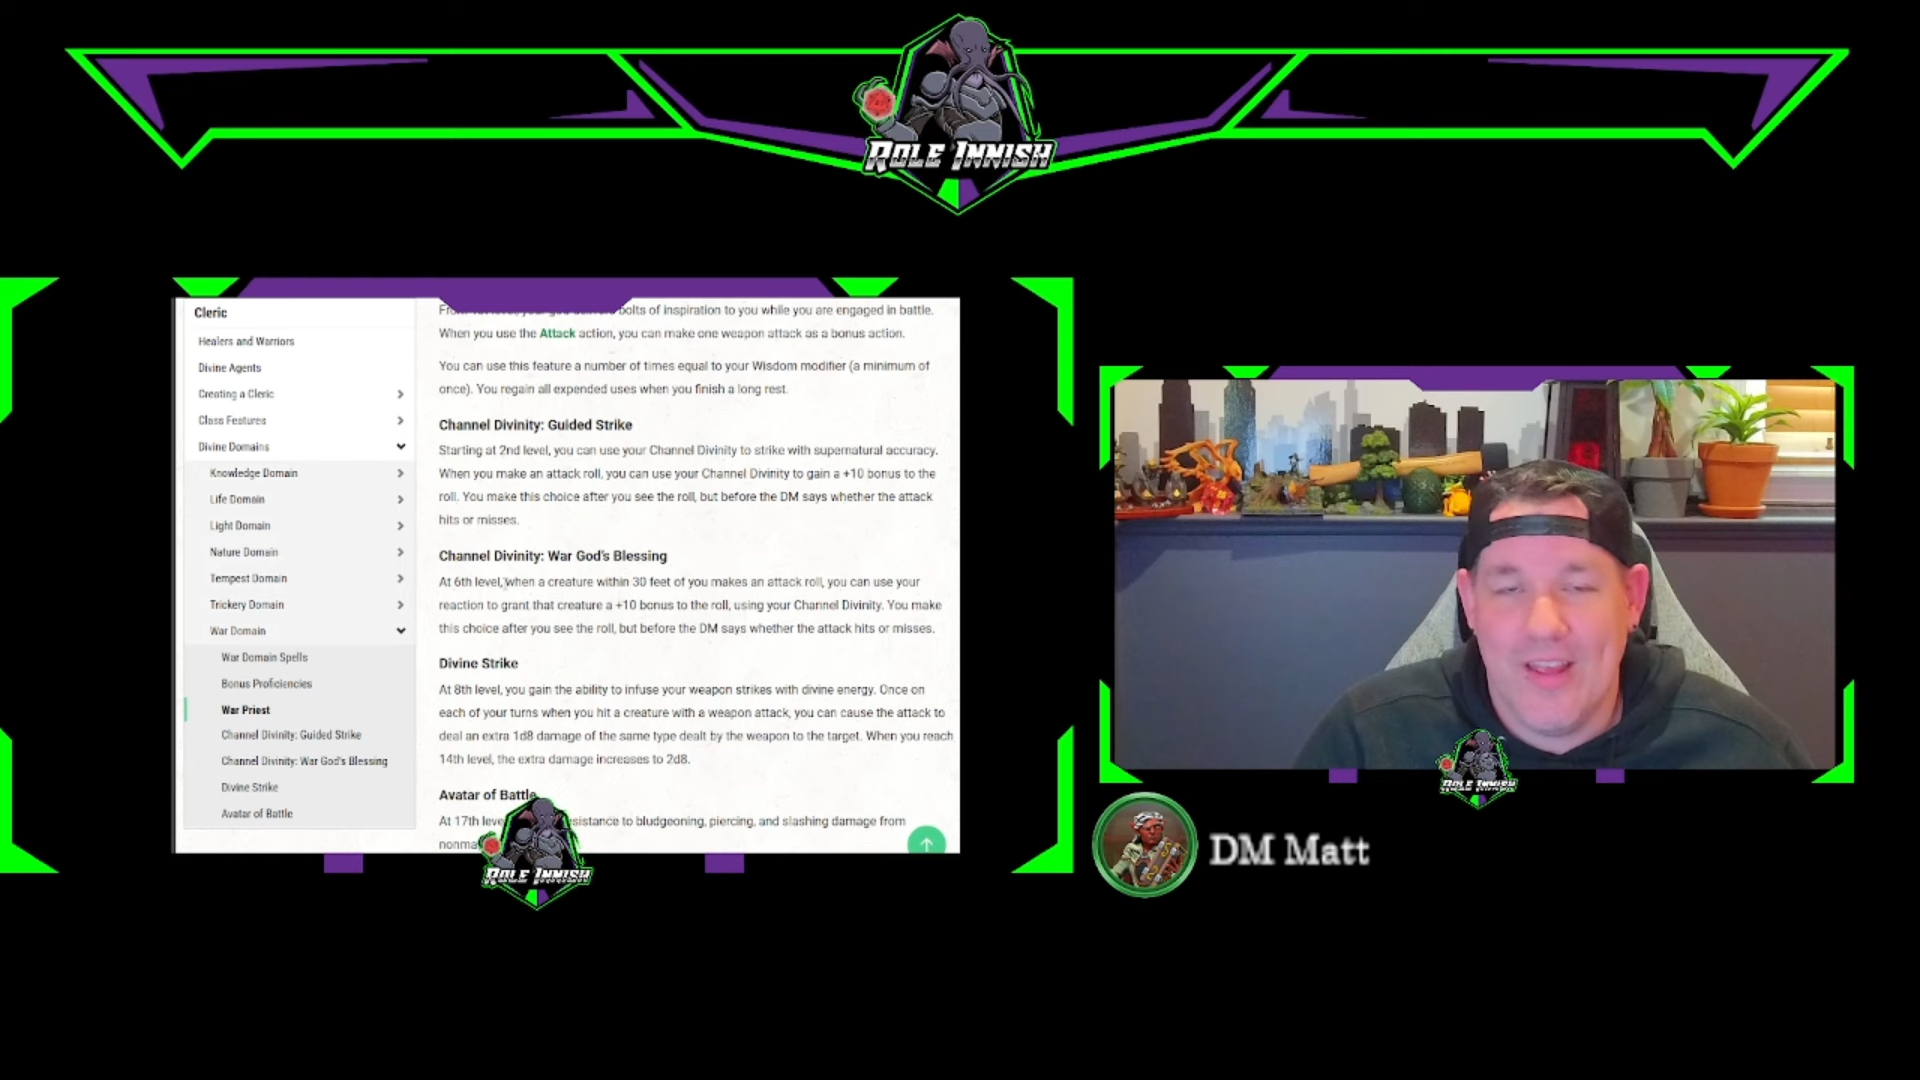 ROLE INNISH
Cleric
Healers and Warriors
Divine Agents
Creating a Cleric
Class Features
Divine Domains
Knowledge Domain
Life Domain
Light Domain
Nature Domain
Tempest Domain
Trickery Domain
War Domain
War Domain Spells
Bonus Proficiencies
War Priest
Channel Divinity: Guided Strike
Channel Divinity: War God's Blessing
Divine Strike
Avatar of Battle
bolts of inspiration to you while you are engaged in battle.
When you use the Attack action, you can make one weapon attack as a bonus action.
You can use this feature a number of times equal to your Wisdom modifier (a minimum of
once). You regain all expended uses when you finish a long rest.
Channel Divinity: Guided Strike
Starting at 2nd level, you can use your Channel Divinity to strike with supernatural accuracy.
When you make an attack roll, you can use your Channel Divinity to gain a +10 bonus to the
roll. You make this choice after you see the roll, but before the DM says whether the attack
hits or misses.
Channel Divinity: War God's Blessing
At 6th level, when a creature within 30 feet of you makes an attack roll, you can use your
reaction to grant that creature a +10 bonus to the roll, using your Channel Divinity. You make
this choice after you see the roll, but before the DM says whether the attack hits or misses.
Divine Strike
At 8th level, you gain the ability to infuse your weapon strikes with divine energy. Once on
each of your turns when you hit a creature with a weapon attack, you can cause the attack to
deal an extra 1d8 damage of the same type dealt by the weapon to the target. When you reach
14th level, the extra damage increases to 2d8.
Avatar of Battle
At 17th to bludgeoning, piercing, and slashing damage from
ROLE INNISH
ROLE INNISH
DM Matt